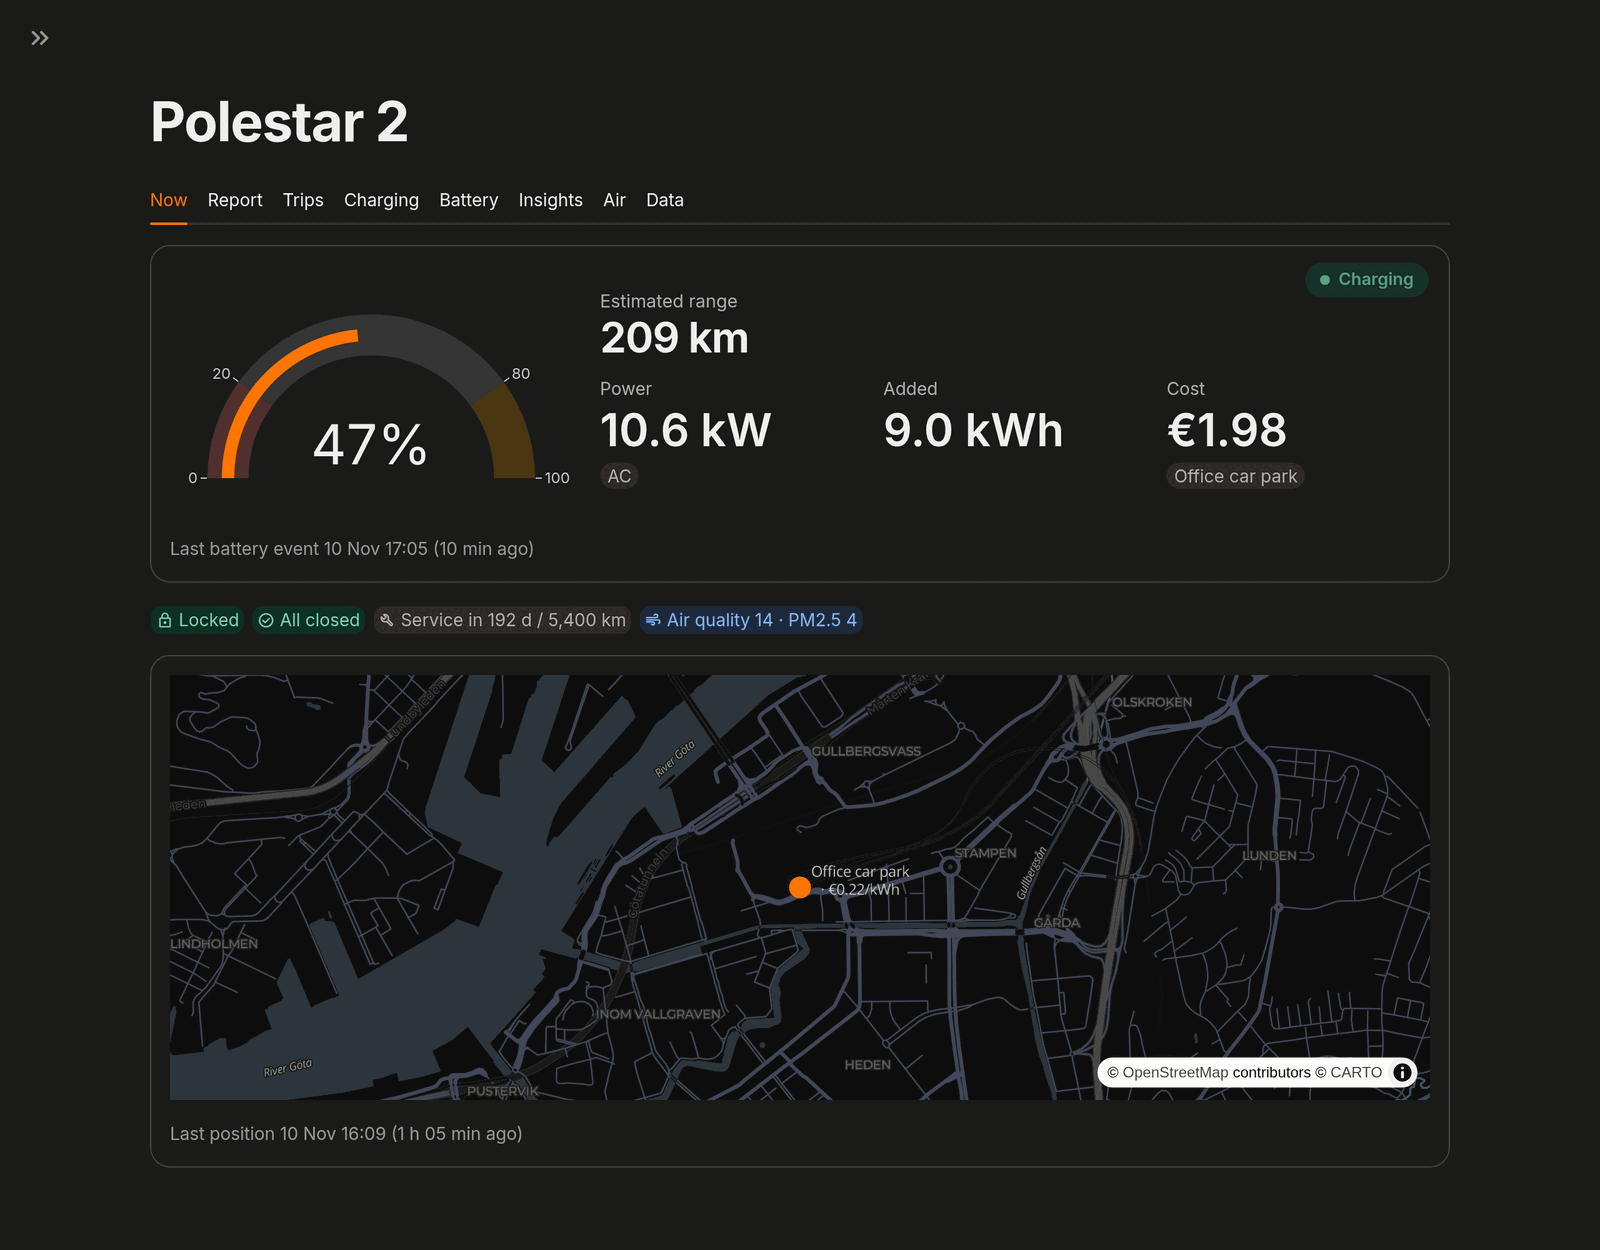 Polestar 2
Now Report Trips Charging Battery Insights Air Data
Charging
Estimated range
209 km
Power Added Cost
10.6 kW 9.0 kWh €1.98
AC Office car park
0 20 80 100
47%
Last battery event 10 Nov 17:05 (10 min ago)
Locked All closed Service in 192 d / 5,400 km Air quality 14 · PM2.5 4
Lundbyleden
OLSKROKEN
GULLBERGSVASS
River Göta
STAMPEN
LUNDEN
Office car park
· €0.22/kWh
Götatunneln
Gullbergsån
GÅRDA
LINDHOLMEN
INOM VALLGRAVEN
River Göta
HEDEN
PUSTERVIK
© OpenStreetMap contributors © CARTO
Last position 10 Nov 16:09 (1 h 05 min ago)